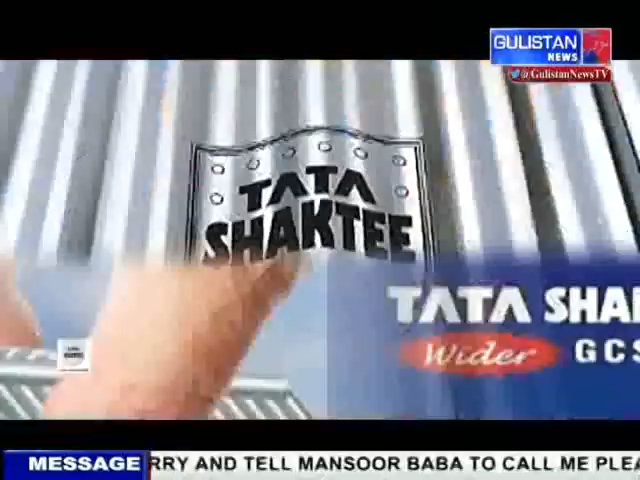 GULISTAN
NEWS
@GulistanNewsTV
TATA
SHAKTEE
TATA SHA
Wider GCS
MESSAGE RRY AND TELL MANSOOR BABA TO CALL ME PLEA